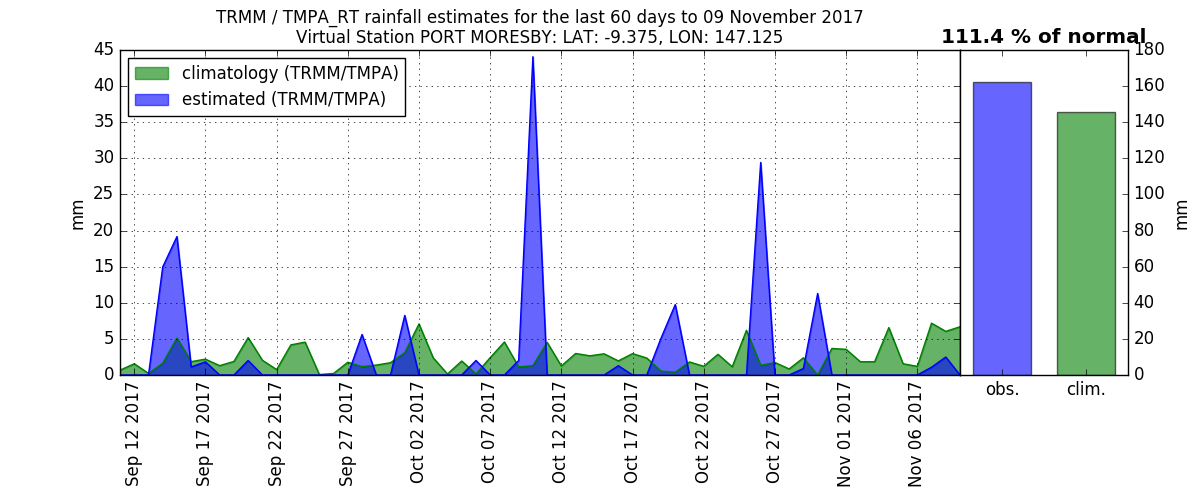 TRMM / TMPA_RT rainfall estimates for the last 60 days to 09 November 2017
Virtual Station PORT MORESBY: LAT: -9.375, LON: 147.125
111.4 % of normal
climatology (TRMM/TMPA)
estimated (TRMM/TMPA)
45
40
35
30
25
20
15
10
5
0
mm
Sep 12 2017
Sep 17 2017
Sep 22 2017
Sep 27 2017
Oct 02 2017
Oct 07 2017
Oct 12 2017
Oct 17 2017
Oct 22 2017
Oct 27 2017
Nov 01 2017
Nov 06 2017
obs.
clim.
180
160
140
120
100
80
60
40
20
0
mm